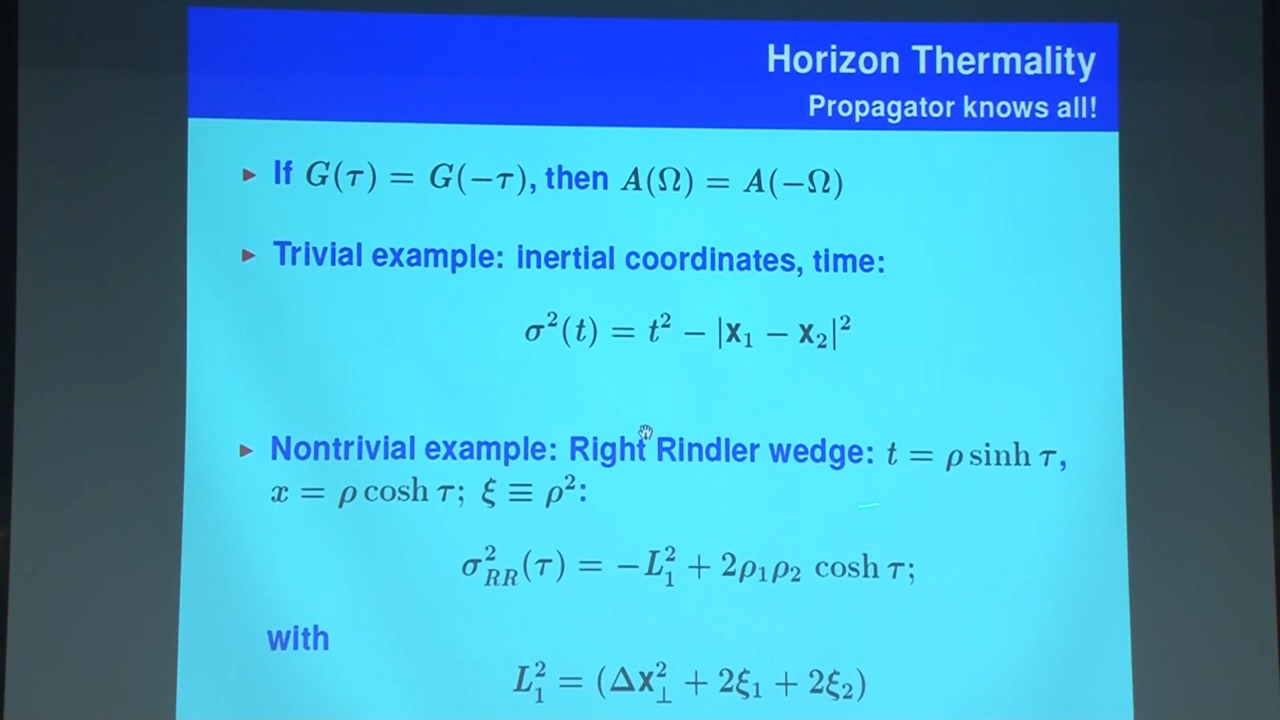 Horizon Thermality
Propagator knows all!
▸ If G(τ) = G(−τ), then A(Ω) = A(−Ω)
▸ Trivial example: inertial coordinates, time:
σ²(t) = t² − |x₁ − x₂|²
▸ Nontrivial example: Right Rindler wedge: t = ρ sinh τ,
x = ρ cosh τ; ξ ≡ ρ²:
σ²_RR(τ) = −L₁² + 2ρ₁ρ₂ cosh τ;
with
L₁² = (Δx⊥² + 2ξ₁ + 2ξ₂)